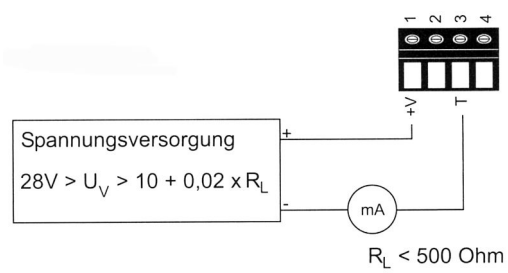 1 2 3 4
+V T
Spannungsversorgung
+
28V > U_V > 10 + 0,02 x R_L
-
mA
R_L < 500 Ohm